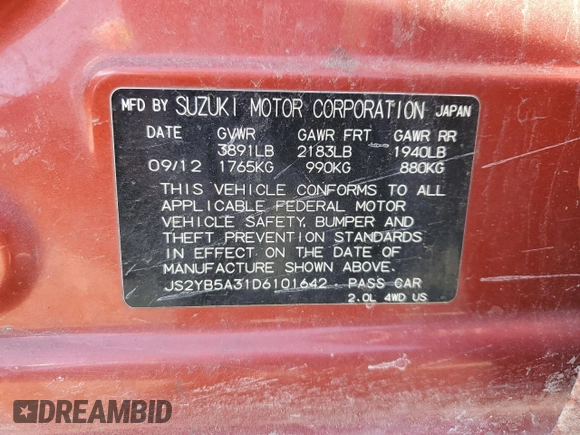 MFD BY SUZUKI MOTOR CORPORATION JAPAN
DATE GVWR GAWR FRT GAWR RR
3891LB 2183LB 1940LB
09/12 1765KG 990KG 880KG
THIS VEHICLE CONFORMS TO ALL
APPLICABLE FEDERAL MOTOR
VEHICLE SAFETY, BUMPER AND
THEFT PREVENTION STANDARDS
IN EFFECT ON THE DATE OF
MANUFACTURE SHOWN ABOVE.
JS2YB5A31D6101642 PASS CAR
2.0L 4WD US
DREAMBID